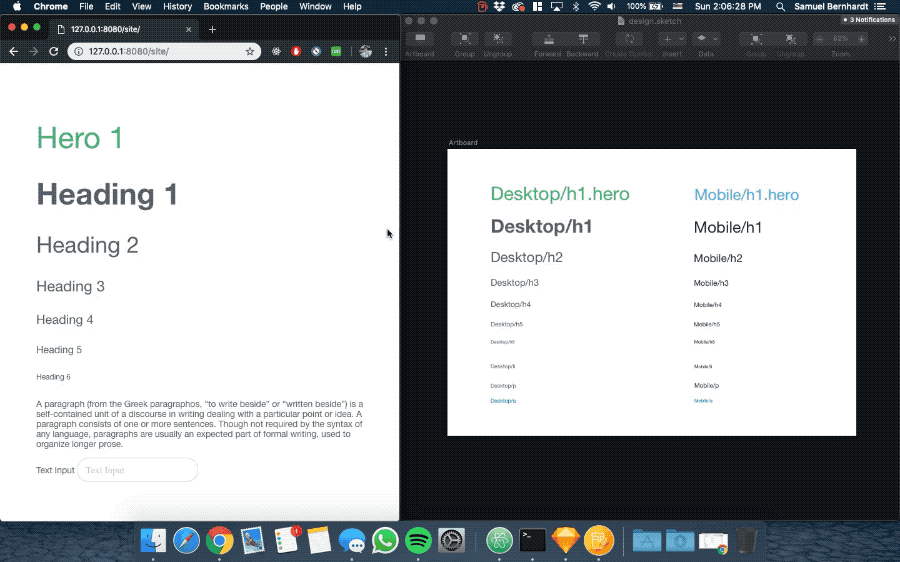 Chrome File Edit View History Bookmarks People Window Help
100% Sun 2:06:28 PM Samuel Bernhardt
127.0.0.1:8080/site/
127.0.0.1:8080/site/
Hero 1
Heading 1
Heading 2
Heading 3
Heading 4
Heading 5
Heading 6
A paragraph (from the Greek paragraphos, “to write beside” or “written beside”) is a
self-contained unit of a discourse in writing dealing with a particular point or idea. A
paragraph consists of one or more sentences. Though not required by the syntax of
any language, paragraphs are usually an expected part of formal writing, used to
organize longer prose.
Text Input Text Input
design.sketch
3 Notifications
62%
Artboard Group Ungroup Forward Backward Create Symbol Insert Data Group Ungroup Zoom
Artboard
Desktop/h1.hero Mobile/h1.hero
Desktop/h1 Mobile/h1
Desktop/h2 Mobile/h2
Desktop/h3 Mobile/h3
Desktop/h4 Mobile/h4
Desktop/h5 Mobile/h5
Desktop/h6 Mobile/h6
Desktop/li Mobile/li
Desktop/p Mobile/p
Desktop/a Mobile/a
1